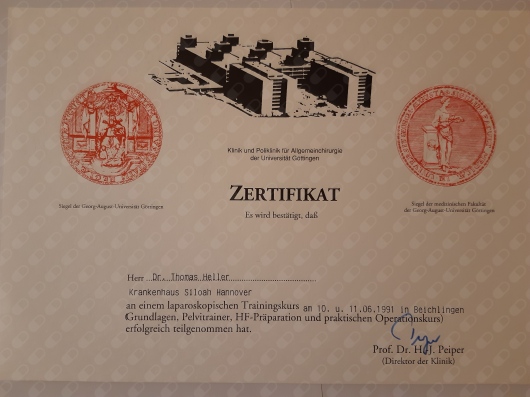 Klinik und Poliklinik für Allgemeinchirurgie
der Universität Göttingen
Siegel der Georg-August-Universität Göttingen
Siegel der medizinischen Fakultät
der Georg-August-Universität Göttingen
ZERTIFIKAT
Es wird bestätigt, daß
Herr Dr. Thomas Heller
Krankenhaus Siloah Hannover
an einem laparoskopischen Trainingskurs am 10. u. 11.06.1991 in Beichlingen
Grundlagen, Pelvitrainer, HF-Präparation und praktischen Operationskurs)
erfolgreich teilgenommen hat.
Prof. Dr. H.-J. Peiper
(Direktor der Klinik)